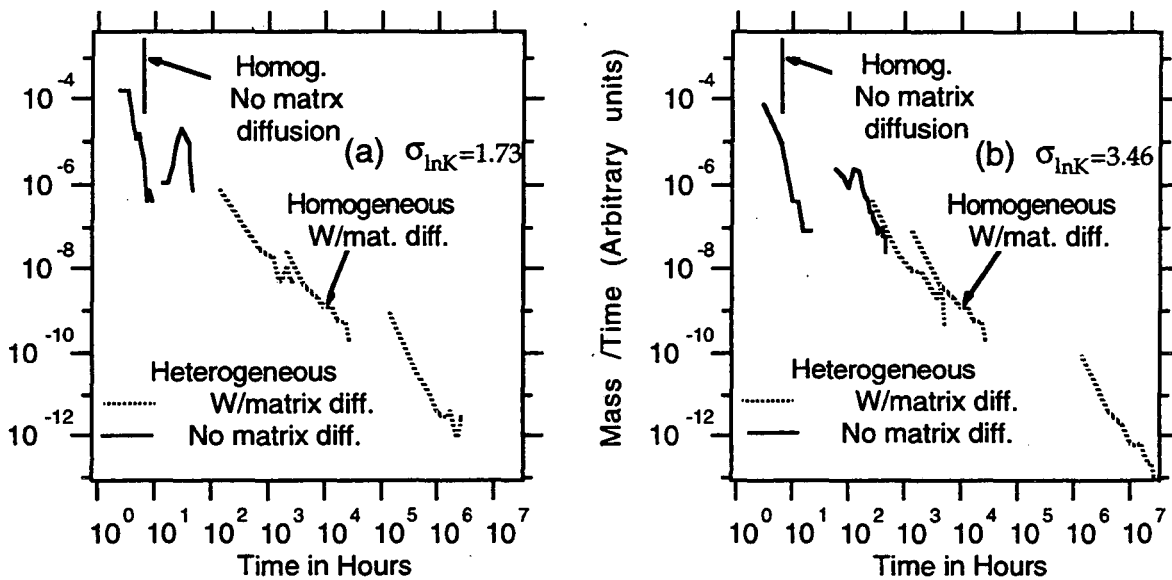 Homog.
No matrx
diffusion
(a) σlnK=1.73
Homogeneous
W/mat. diff.
Heterogeneous
W/matrix diff.
No matrix diff.
10-4
10-6
10-8
10-10
10-12
100 101 102 103 104 105 106 107
Time in Hours
Mass /Time (Arbitrary units)
Homog.
No matrix
diffusion
(b) σlnK=3.46
Homogeneous
W/mat. diff.
Heterogeneous
W/matrix diff.
No matrix diff.
10-4
10-6
10-8
10-10
10-12
100 101 102 103 104 105 106 107
Time in Hours